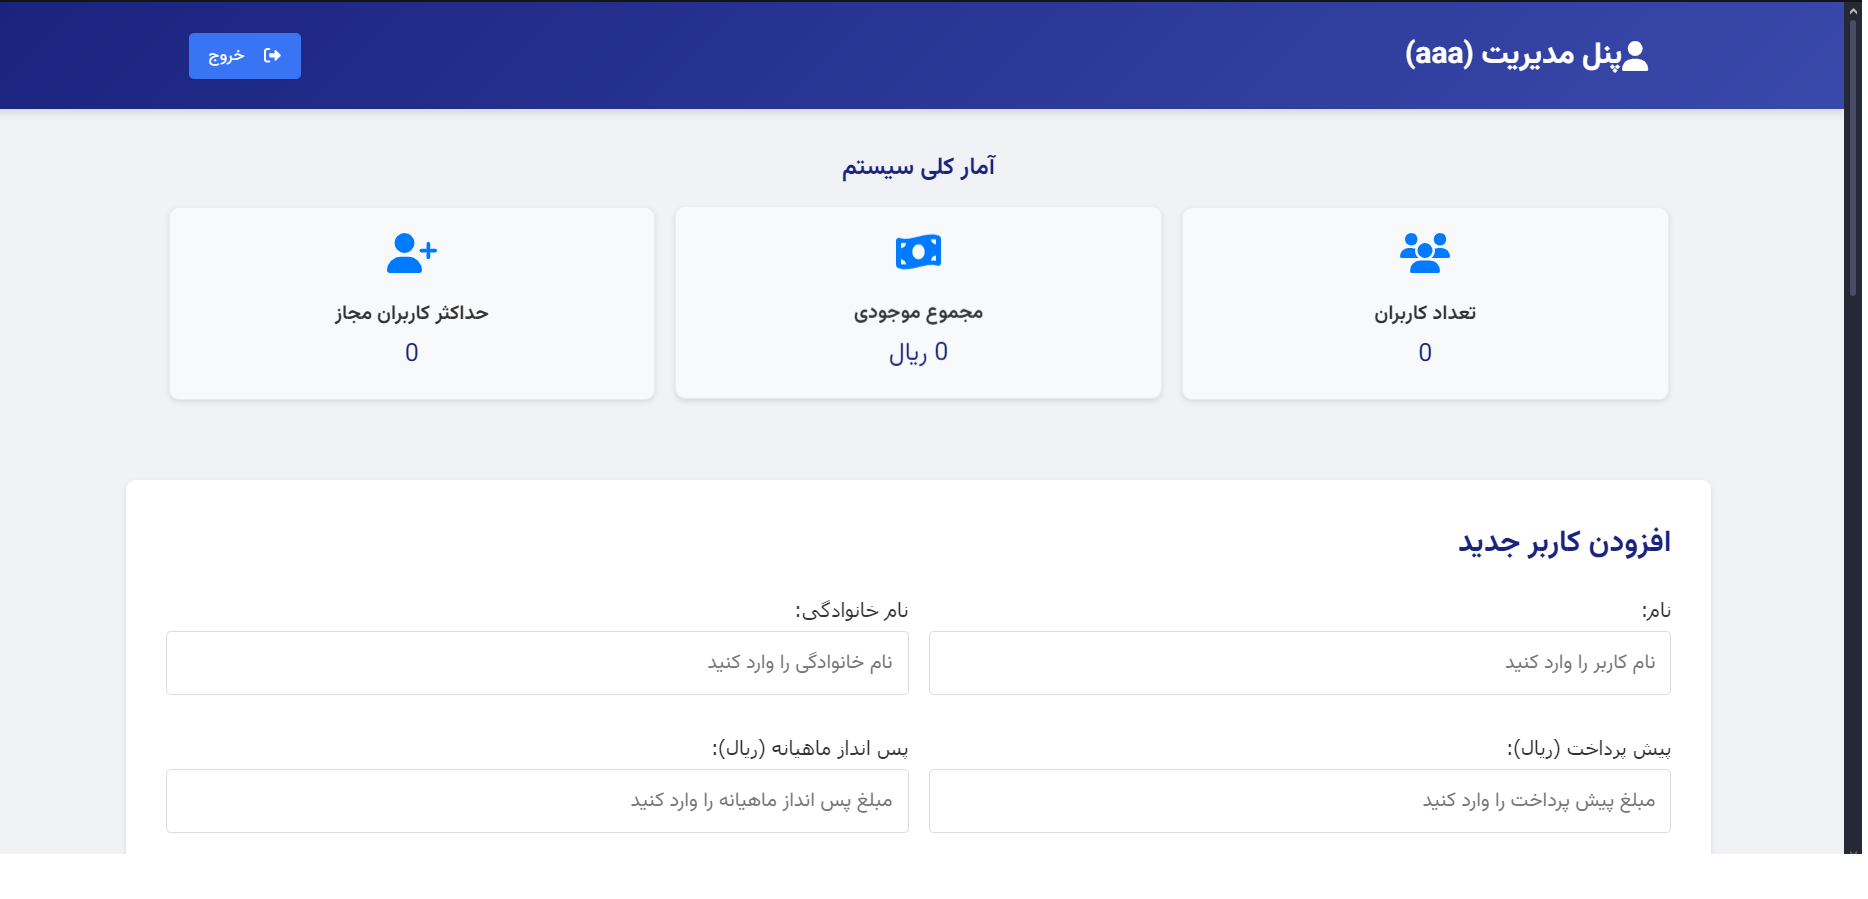 پنل مدیریت (aaa)
خروج
آمار کلی سیستم
تعداد کاربران
0
مجموع موجودی
0 ریال
حداکثر کاربران مجاز
0
افزودن کاربر جدید
نام:
نام کاربر را وارد کنید
نام خانوادگی:
نام خانوادگی را وارد کنید
پیش پرداخت (ریال):
مبلغ پیش پرداخت را وارد کنید
پس انداز ماهیانه (ریال):
مبلغ پس انداز ماهیانه را وارد کنید